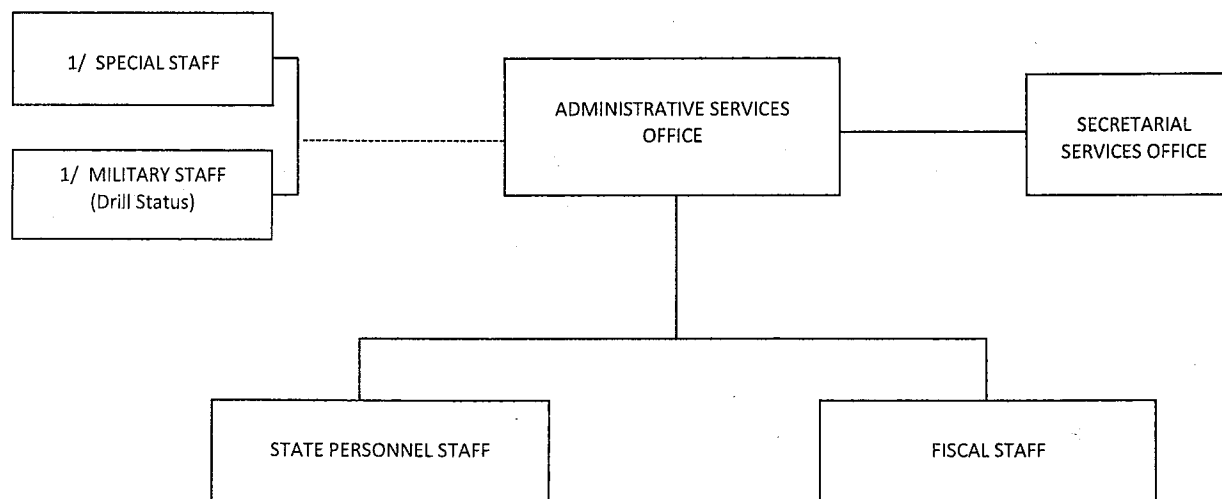 1/ SPECIAL STAFF
1/ MILITARY STAFF
(Drill Status)
ADMINISTRATIVE SERVICES
OFFICE
SECRETARIAL
SERVICES OFFICE
STATE PERSONNEL STAFF
FISCAL STAFF